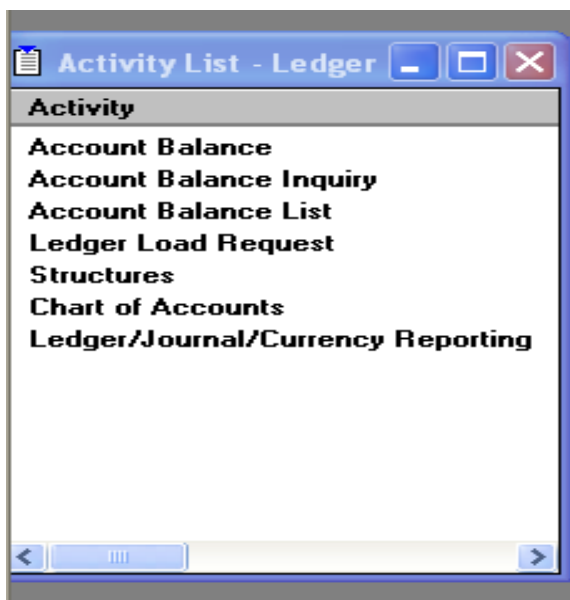 Activity List - Ledger
Activity
Account Balance
Account Balance Inquiry
Account Balance List
Ledger Load Request
Structures
Chart of Accounts
Ledger/Journal/Currency Reporting